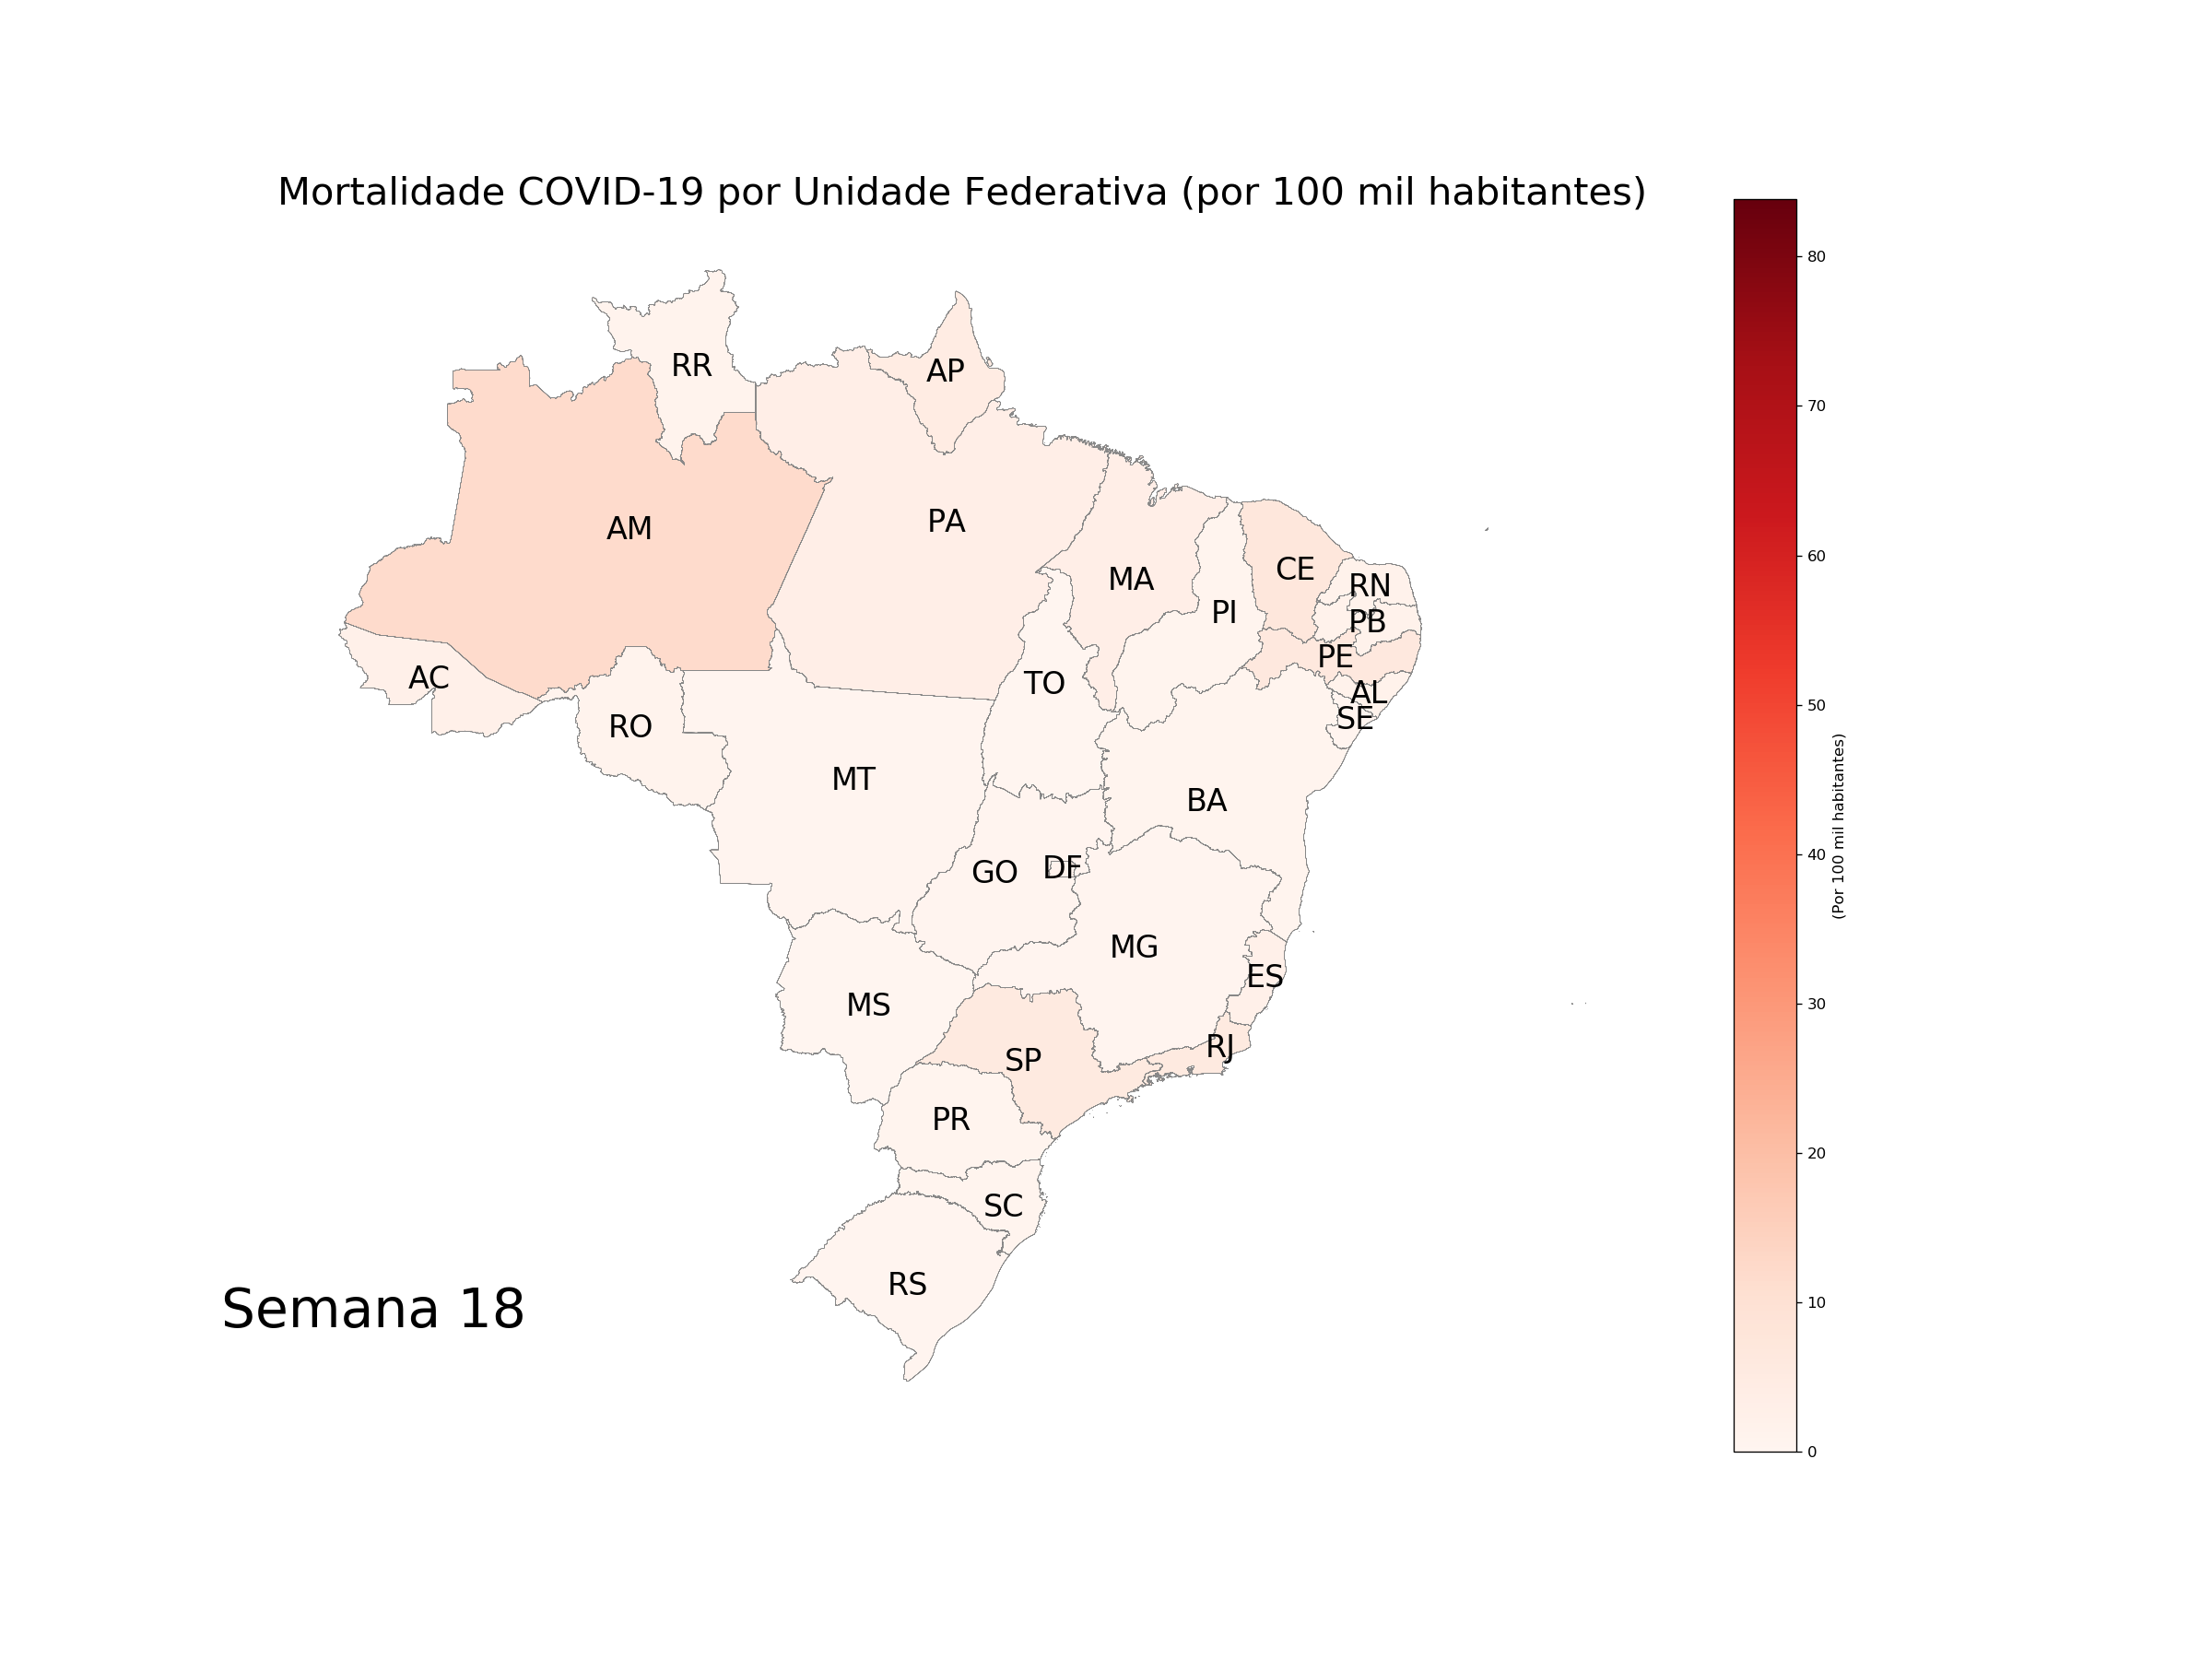 Mortalidade COVID-19 por Unidade Federativa (por 100 mil habitantes)
RR
AP
AM
PA
MA
CE
RN
PI
PB
PE
AC
TO
AL
RO
SE
MT
BA
GO
DF
MG
ES
MS
RJ
SP
PR
SC
RS
Semana 18
80
70
60
50
40
30
20
10
0
(Por 100 mil habitantes)